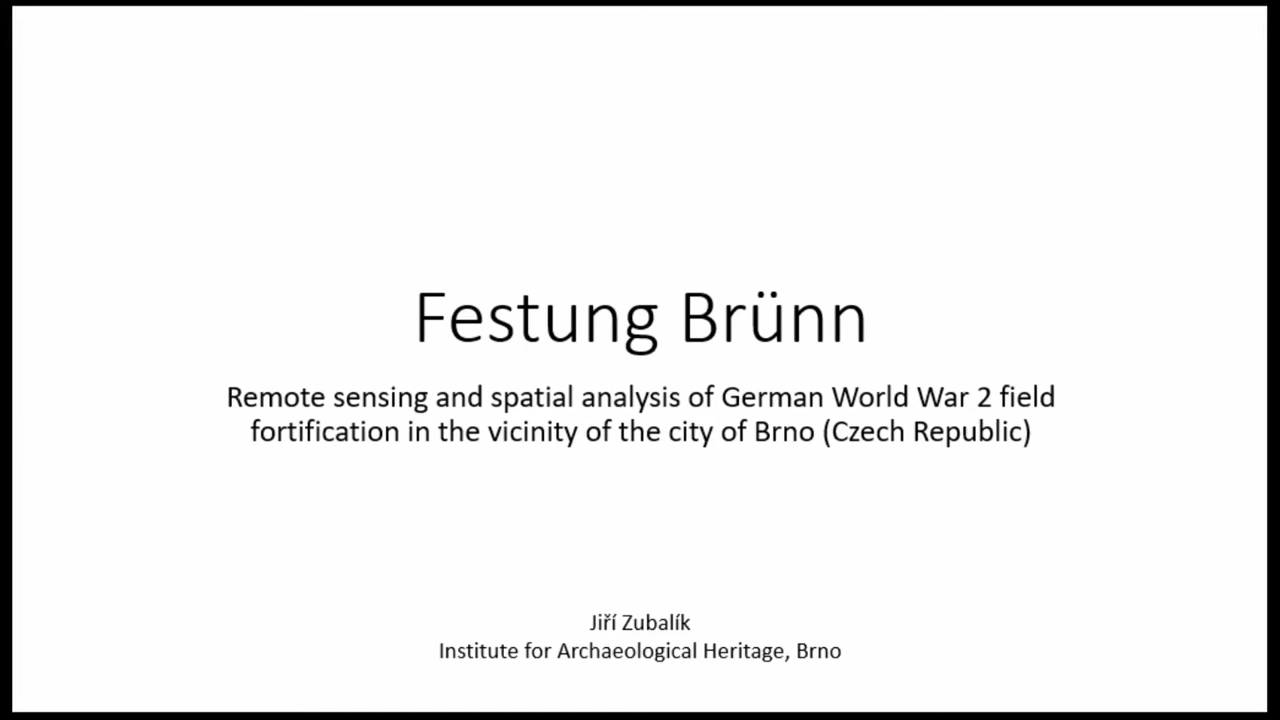 Festung Brünn
Remote sensing and spatial analysis of German World War 2 field
fortification in the vicinity of the city of Brno (Czech Republic)
Jiří Zubalík
Institute for Archaeological Heritage, Brno